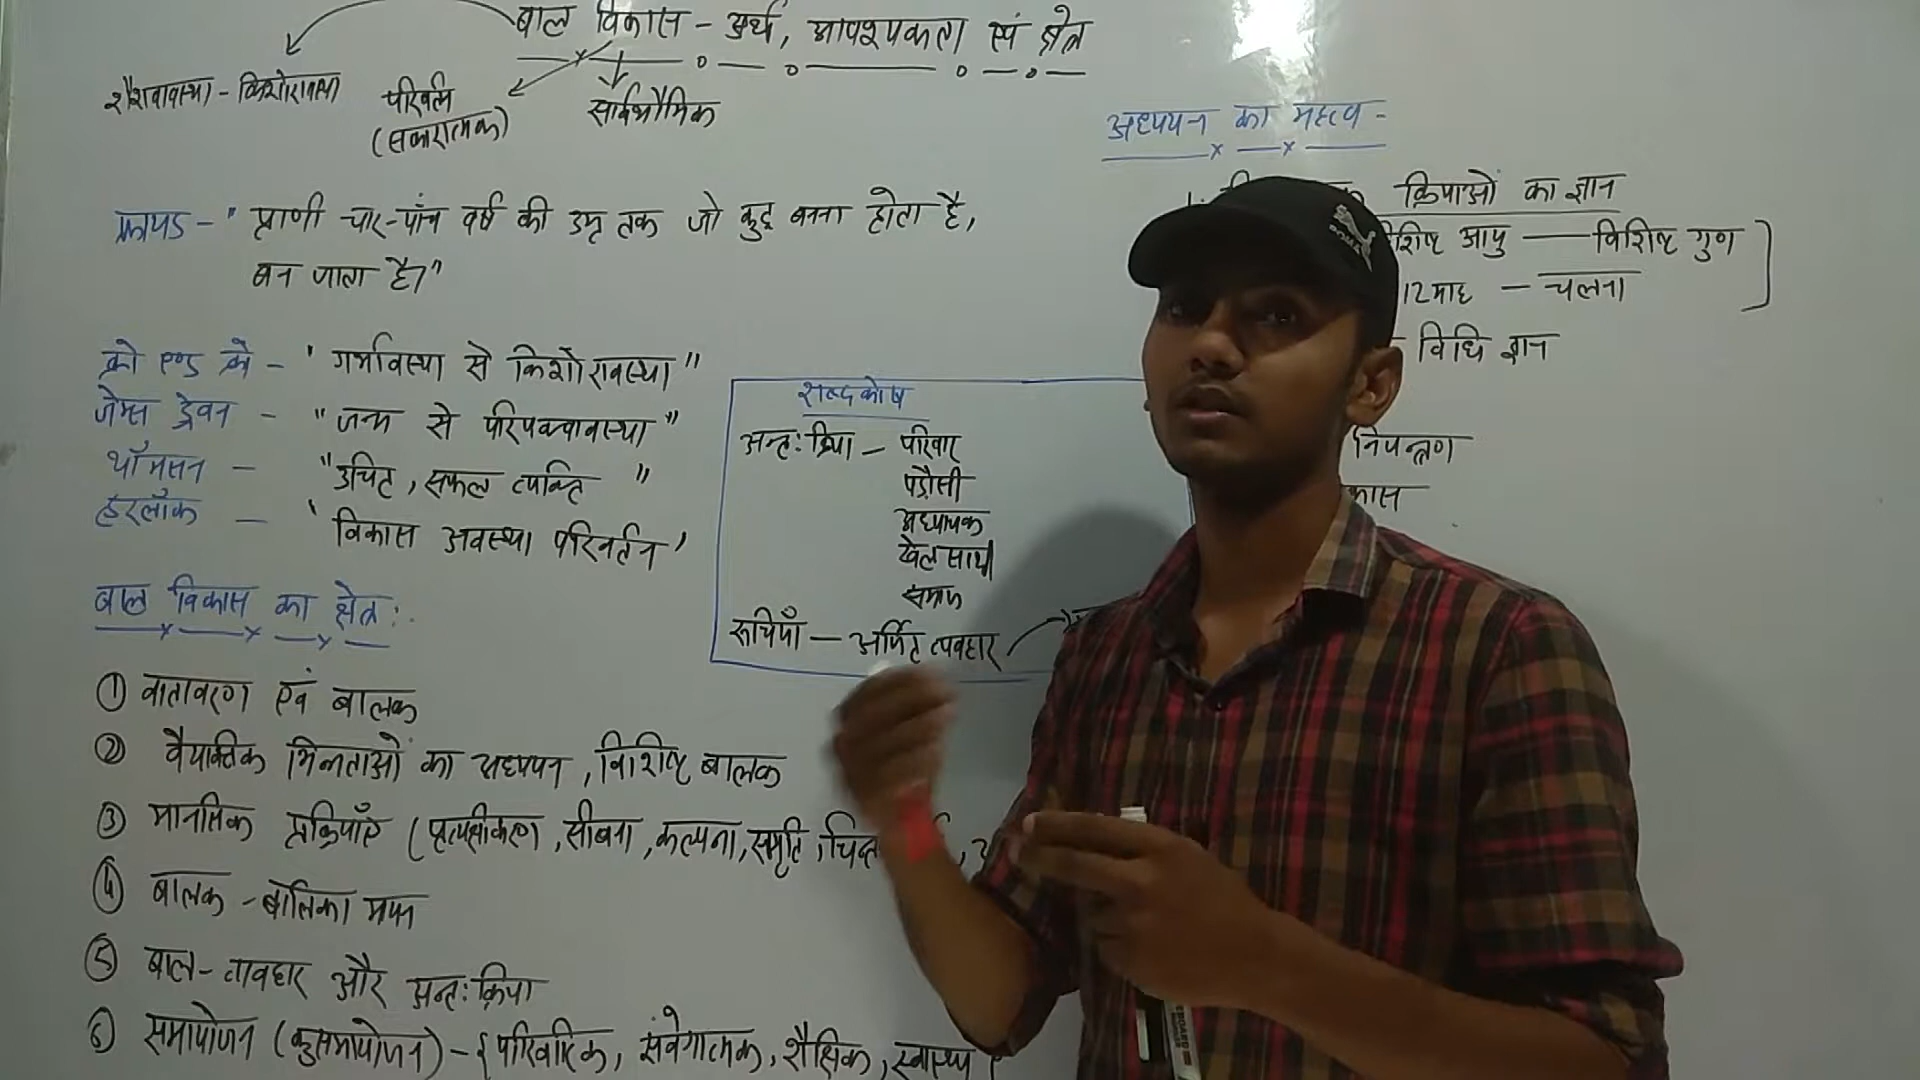 बाल विकास - अर्थ, आवश्यकता एवं क्षेत्र
शैशवावस्था - किशोरावस्था
परिवर्तन
(सकारात्मक)
सार्वभौमिक
फ्रायड - " प्राणी चार-पांच वर्ष की उम्र तक जो कुछ बनना होता है,
बन जाता है।"
क्रो एण्ड क्रो - " गर्भावस्था से किशोरावस्था "
जेम्स ड्रेवर - " जन्म से परिपक्वावस्था "
थॉमसन - " उचित, सफल व्यक्ति "
हरलॉक - ' विकास अवस्था परिवर्तन '
बाल विकास का क्षेत्र :
① वातावरण एवं बालक
② वैयक्तिक भिन्नताओं का अध्ययन, विशिष्ट बालक
③ मानसिक प्रक्रियाएँ (प्रत्यक्षीकरण, सीखना, कल्पना, स्मृति,
④ बालक - बालिका मापन
⑤ बाल - व्यवहार और अन्त: क्रिया
⑥ समायोजन (कुसमायोजन) - { पारिवारिक, संवेगात्मक, शैक्षिक, स्वास्थ्य }
शब्दकोष
अन्त: क्रिया - परिवार
पड़ौसी
अध्यापक
खेल साथी
समाज
रूचियाँ - अर्जित व्यवहार
अध्ययन का महत्व -
क्रियाओं का ज्ञान
आयु — विशिष्ट गुण
12माह - चलना
विधि ज्ञान
नियन्त्रण